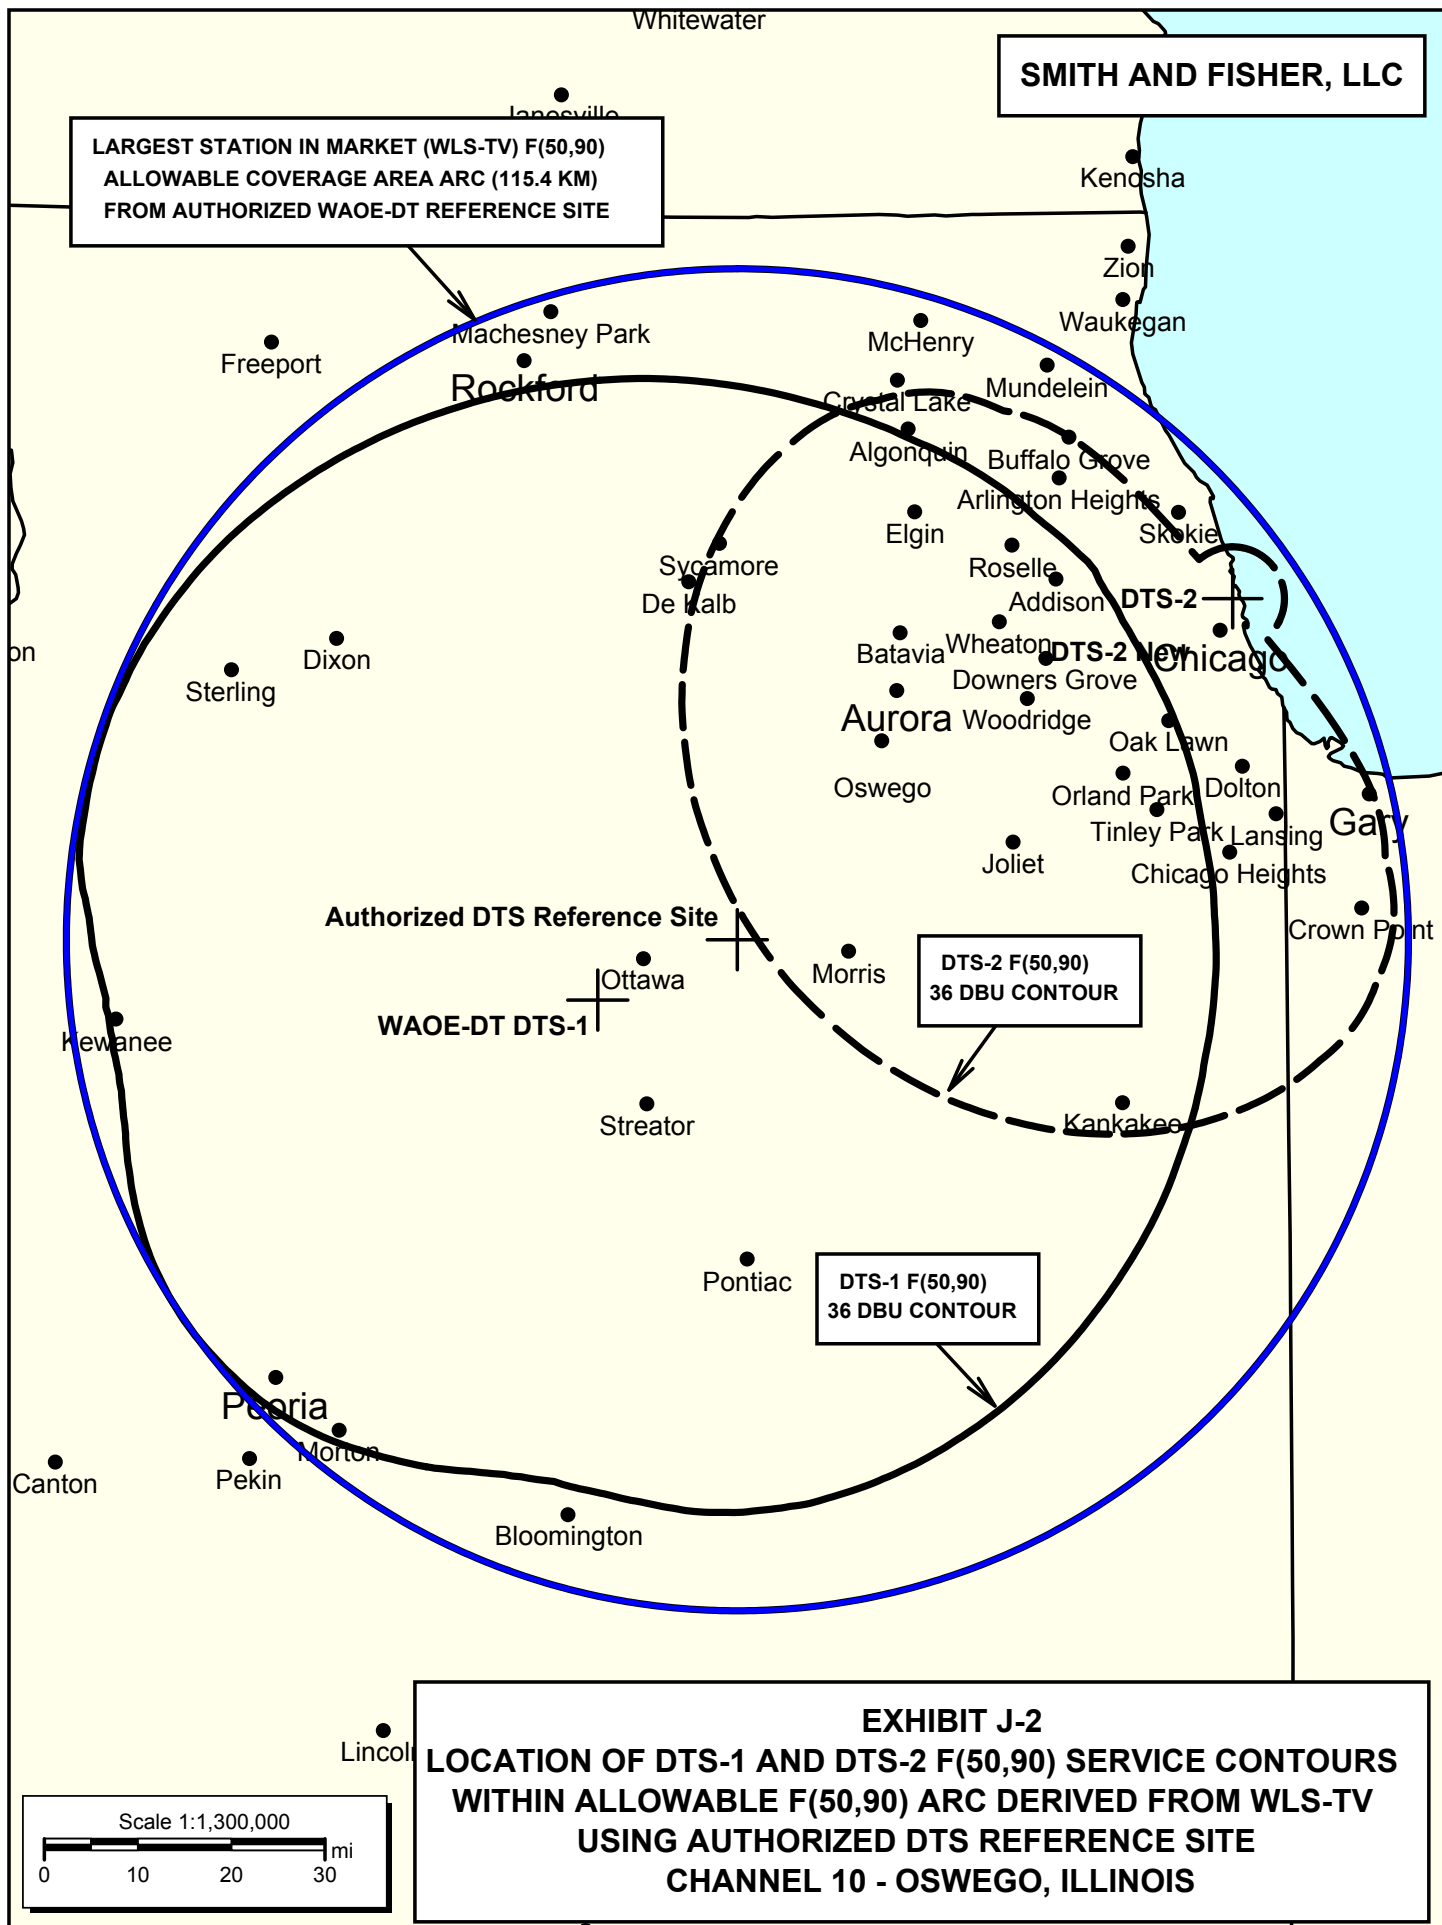 Whitewater
SMITH AND FISHER, LLC
Janesville
LARGEST STATION IN MARKET (WLS-TV) F(50,90)
ALLOWABLE COVERAGE AREA ARC (115.4 KM)
FROM AUTHORIZED WAOE-DT REFERENCE SITE
Kenosha
Zion
Waukegan
Machesney Park
McHenry
Freeport
Rockford
Mundelein
Crystal Lake
Algonquin
Buffalo Grove
Arlington Heights
Elgin
Skokie
Sycamore
Roselle
De Kalb
Addison
DTS-2
on
Dixon
Batavia
Wheaton
DTS-2 New
Chicago
Sterling
Downers Grove
Aurora
Woodridge
Oak Lawn
Oswego
Orland Park
Dolton
Tinley Park
Lansing
Gary
Joliet
Chicago Heights
Authorized DTS Reference Site
Crown Point
Ottawa
Morris
DTS-2 F(50,90)
36 DBU CONTOUR
WAOE-DT DTS-1
Kewanee
Streator
Kankakee
Pontiac
DTS-1 F(50,90)
36 DBU CONTOUR
Peoria
Morton
Canton
Pekin
Bloomington
Lincoln
EXHIBIT J-2
LOCATION OF DTS-1 AND DTS-2 F(50,90) SERVICE CONTOURS
WITHIN ALLOWABLE F(50,90) ARC DERIVED FROM WLS-TV
USING AUTHORIZED DTS REFERENCE SITE
CHANNEL 10 - OSWEGO, ILLINOIS
Scale 1:1,300,000
mi
0 10 20 30